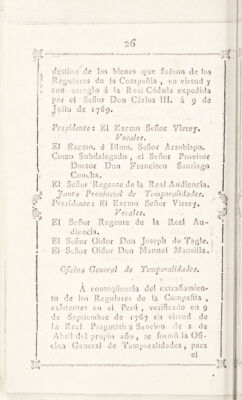 26
destino de los bienes que fuéron de los
Regulares de la Compañía, en virtud y
con arreglo á la Real Cédula expedida
por el Señor Don Cárlos III. á 9 de
Julio de 1769.
Presidente: El Excmo Señor Virrey.
Vocales.
El Excmo. é Illmo. Señor Arzobispo.
Como Subdelegado, el Señor Provisor
Doctor Don Francisco Santiago
Concha.
El Señor Regente de la Real Audiencia.
Junta Provincial de Temporalidades.
Presidente: El Excmo Señor Virrey.
Vocales.
El Señor Regente de la Real Au-
diencia.
El Señor Oidor Don Joseph de Tagle.
El Señor Oidor Don Manuel Mansilla.
Oficina General de Temporalidades.
Á conseqüencia del extrañamien-
to de los Regulares de la Compañía,
existentes en el Perú, verificado en 9
de Septiembre de 1767 en virtud de
la Real Pragmática Sancion de 2 de
Abril del propio año, se formó la Ofi-
cina General de Temporalidades, para
el